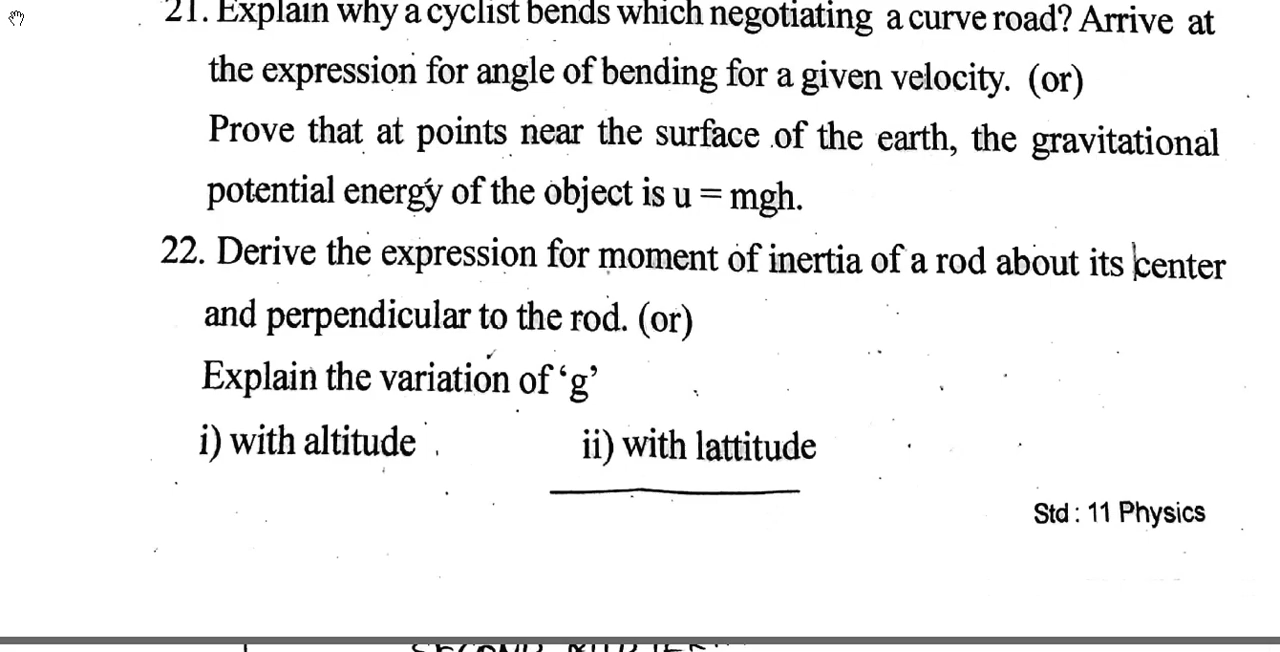 21. Explain why a cyclist bends which negotiating a curve road? Arrive at
the expression for angle of bending for a given velocity. (or)
Prove that at points near the surface of the earth, the gravitational
potential energy of the object is u = mgh.
22. Derive the expression for moment of inertia of a rod about its center
and perpendicular to the rod. (or)
Explain the variation of ‘g’
i) with altitude ii) with lattitude
Std : 11 Physics